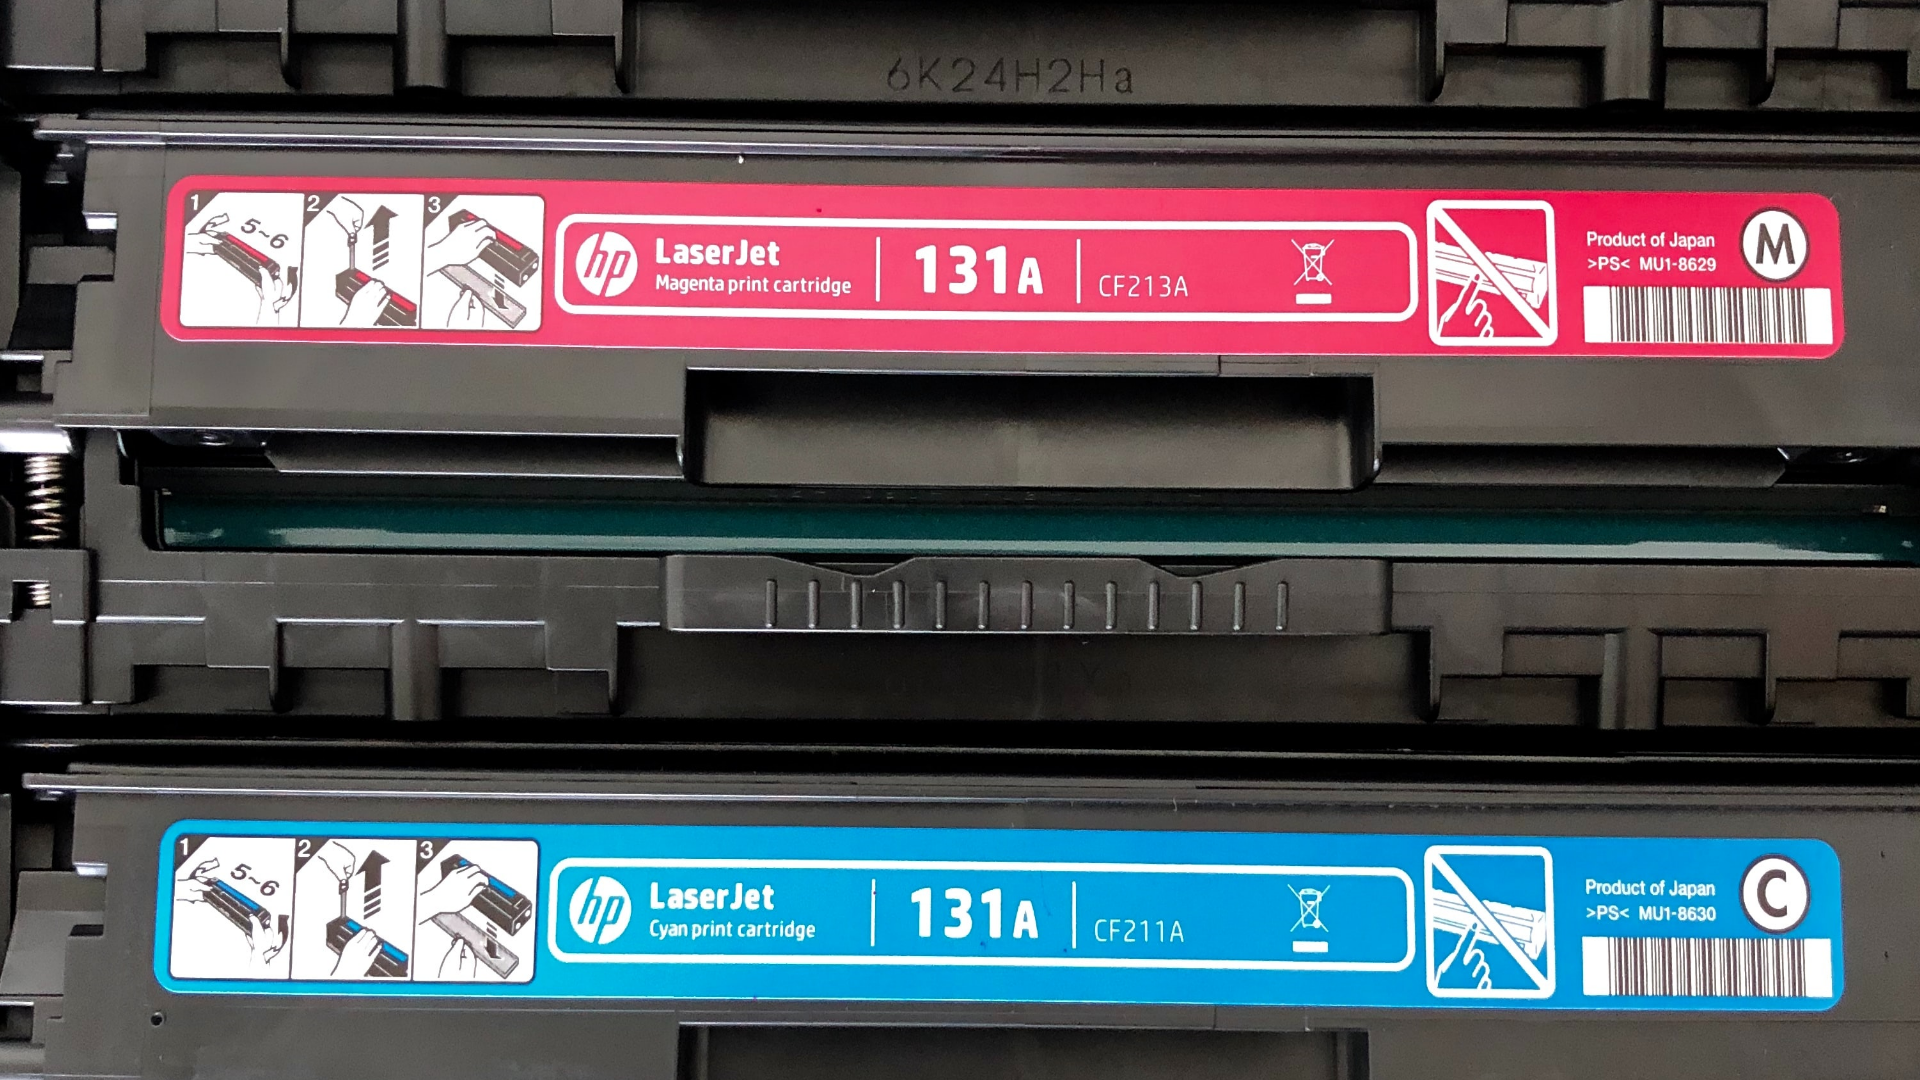 6K24H2Ha
1 2 3
5~6
hp
LaserJet
Magenta print cartridge
131A
CF213A
Product of Japan
>PS< MU1-8629
M
1 2 3
5~6
hp
LaserJet
Cyan print cartridge
131A
CF211A
Product of Japan
>PS< MU1-8630
C